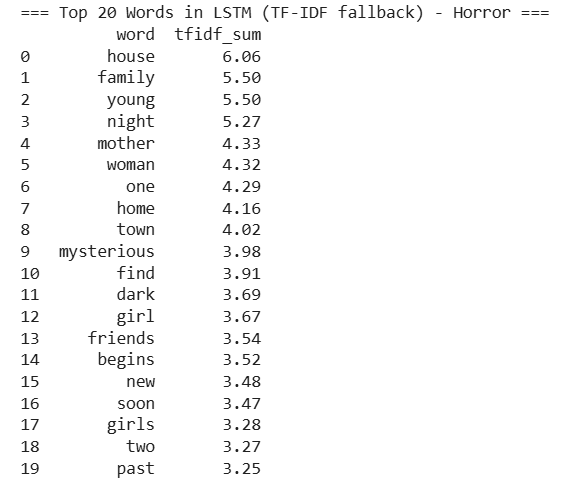 === Top 20 Words in LSTM (TF-IDF fallback) - Horror ===
word tfidf_sum
0 house 6.06
1 family 5.50
2 young 5.50
3 night 5.27
4 mother 4.33
5 woman 4.32
6 one 4.29
7 home 4.16
8 town 4.02
9 mysterious 3.98
10 find 3.91
11 dark 3.69
12 girl 3.67
13 friends 3.54
14 begins 3.52
15 new 3.48
16 soon 3.47
17 girls 3.28
18 two 3.27
19 past 3.25